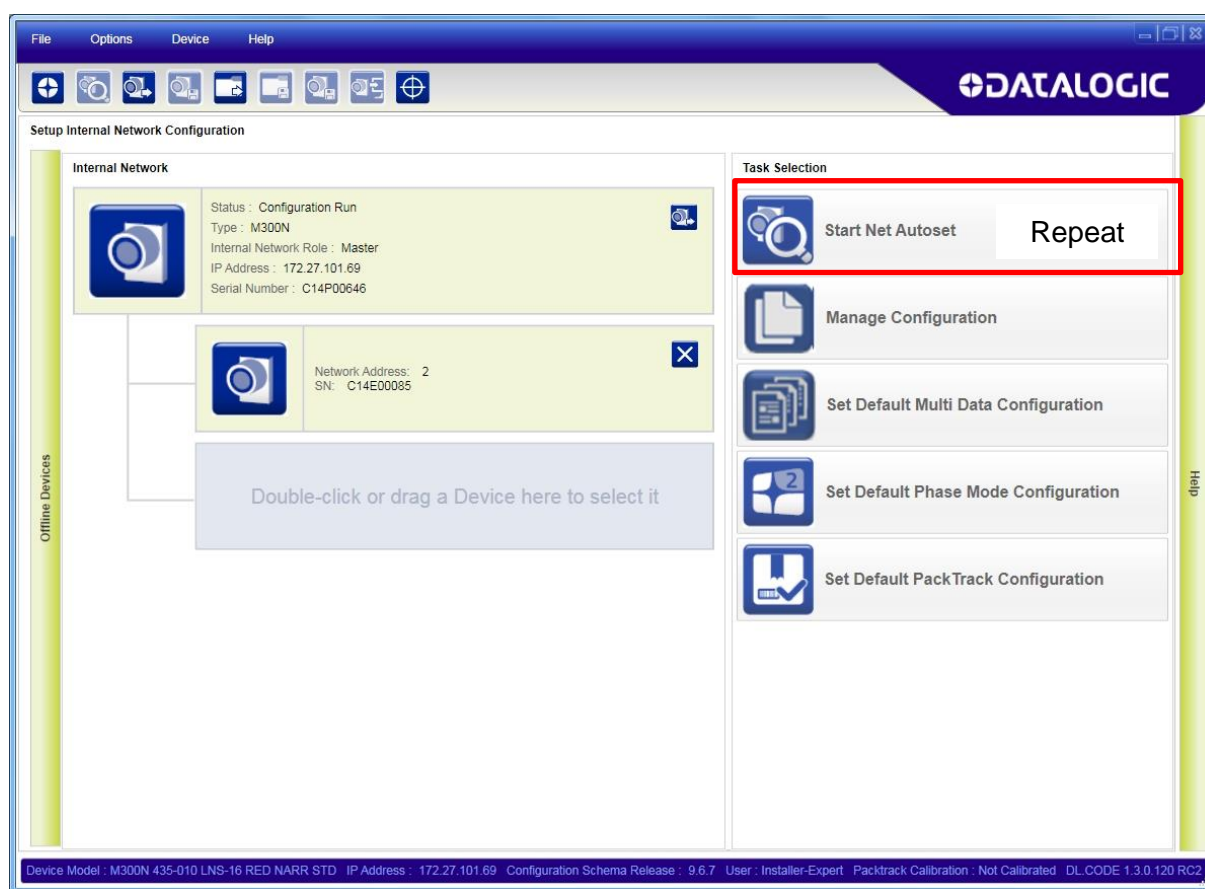 File Options Device Help
DATALOGIC
Setup Internal Network Configuration
Internal Network
Status : Configuration Run
Type : M300N
Internal Network Role : Master
IP Address : 172.27.101.69
Serial Number : C14P00646
Network Address: 2
SN: C14E00085
Double-click or drag a Device here to select it
Offline Devices
Task Selection
Start Net Autoset Repeat
Manage Configuration
Set Default Multi Data Configuration
2
Set Default Phase Mode Configuration
Set Default PackTrack Configuration
Help
Device Model : M300N 435-010 LNS-16 RED NARR STD IP Address : 172.27.101.69 Configuration Schema Release : 9.6.7 User : Installer-Expert Packtrack Calibration : Not Calibrated DL.CODE 1.3.0.120 RC2